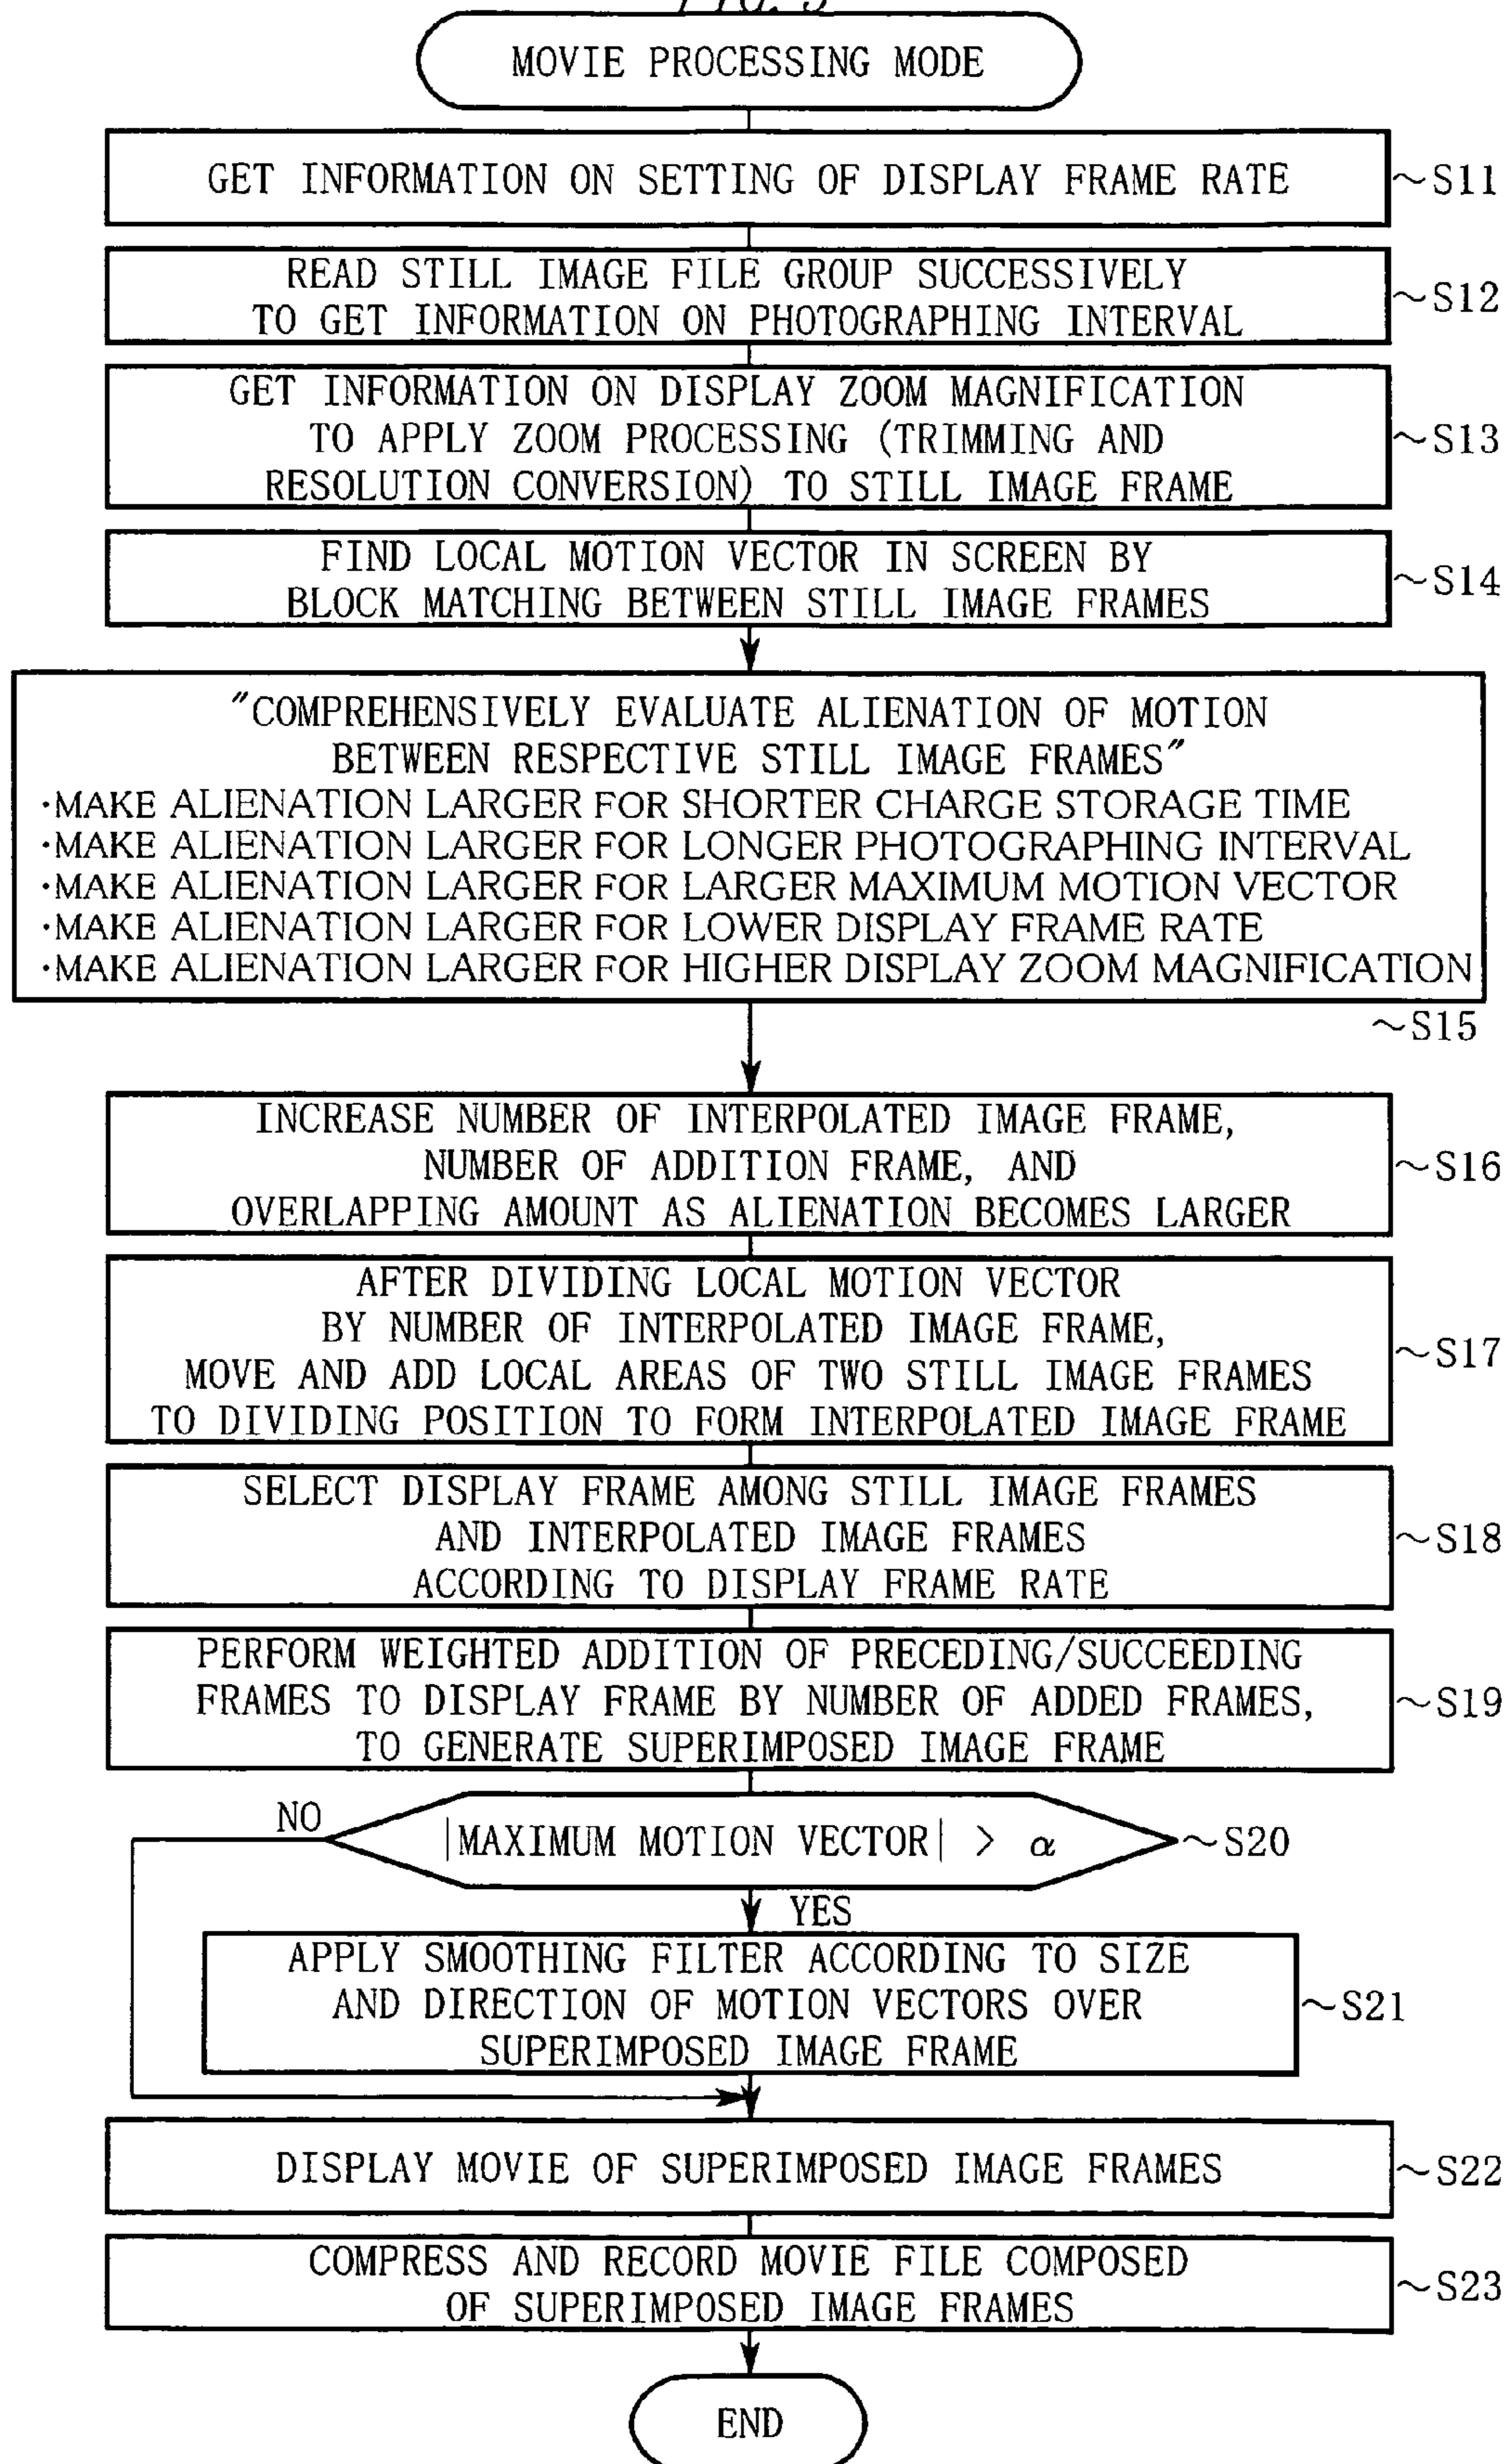 MOVIE PROCESSING MODE
GET INFORMATION ON SETTING OF DISPLAY FRAME RATE
~S11
READ STILL IMAGE FILE GROUP SUCCESSIVELY
TO GET INFORMATION ON PHOTOGRAPHING INTERVAL
~S12
GET INFORMATION ON DISPLAY ZOOM MAGNIFICATION
TO APPLY ZOOM PROCESSING (TRIMMING AND
RESOLUTION CONVERSION) TO STILL IMAGE FRAME
~S13
FIND LOCAL MOTION VECTOR IN SCREEN BY
BLOCK MATCHING BETWEEN STILL IMAGE FRAMES
~S14
"COMPREHENSIVELY EVALUATE ALIENATION OF MOTION
BETWEEN RESPECTIVE STILL IMAGE FRAMES"
·MAKE ALIENATION LARGER FOR SHORTER CHARGE STORAGE TIME
·MAKE ALIENATION LARGER FOR LONGER PHOTOGRAPHING INTERVAL
·MAKE ALIENATION LARGER FOR LARGER MAXIMUM MOTION VECTOR
·MAKE ALIENATION LARGER FOR LOWER DISPLAY FRAME RATE
·MAKE ALIENATION LARGER FOR HIGHER DISPLAY ZOOM MAGNIFICATION
~S15
INCREASE NUMBER OF INTERPOLATED IMAGE FRAME,
NUMBER OF ADDITION FRAME, AND
OVERLAPPING AMOUNT AS ALIENATION BECOMES LARGER
~S16
AFTER DIVIDING LOCAL MOTION VECTOR
BY NUMBER OF INTERPOLATED IMAGE FRAME,
MOVE AND ADD LOCAL AREAS OF TWO STILL IMAGE FRAMES
TO DIVIDING POSITION TO FORM INTERPOLATED IMAGE FRAME
~S17
SELECT DISPLAY FRAME AMONG STILL IMAGE FRAMES
AND INTERPOLATED IMAGE FRAMES
ACCORDING TO DISPLAY FRAME RATE
~S18
PERFORM WEIGHTED ADDITION OF PRECEDING/SUCCEEDING
FRAMES TO DISPLAY FRAME BY NUMBER OF ADDED FRAMES,
TO GENERATE SUPERIMPOSED IMAGE FRAME
~S19
NO
|MAXIMUM MOTION VECTOR| > α
~S20
YES
APPLY SMOOTHING FILTER ACCORDING TO SIZE
AND DIRECTION OF MOTION VECTORS OVER
SUPERIMPOSED IMAGE FRAME
~S21
DISPLAY MOVIE OF SUPERIMPOSED IMAGE FRAMES
~S22
COMPRESS AND RECORD MOVIE FILE COMPOSED
OF SUPERIMPOSED IMAGE FRAMES
~S23
END